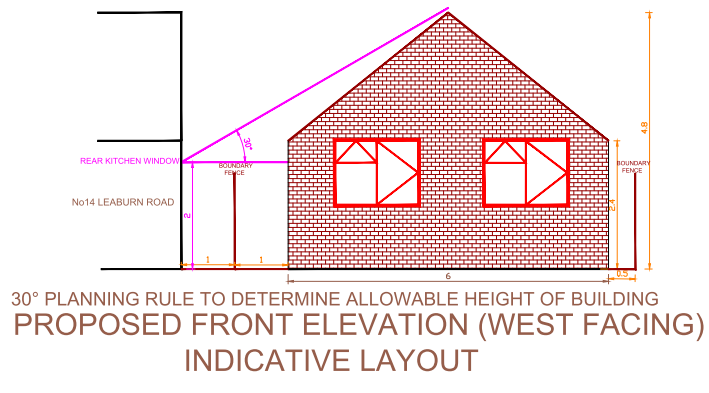 4.8
30°
REAR KITCHEN WINDOW
BOUNDARY
FENCE
BOUNDARY
FENCE
No14 LEABURN ROAD
2
2.4
1
1
6
0.5
30° PLANNING RULE TO DETERMINE ALLOWABLE HEIGHT OF BUILDING
PROPOSED FRONT ELEVATION (WEST FACING)
INDICATIVE LAYOUT